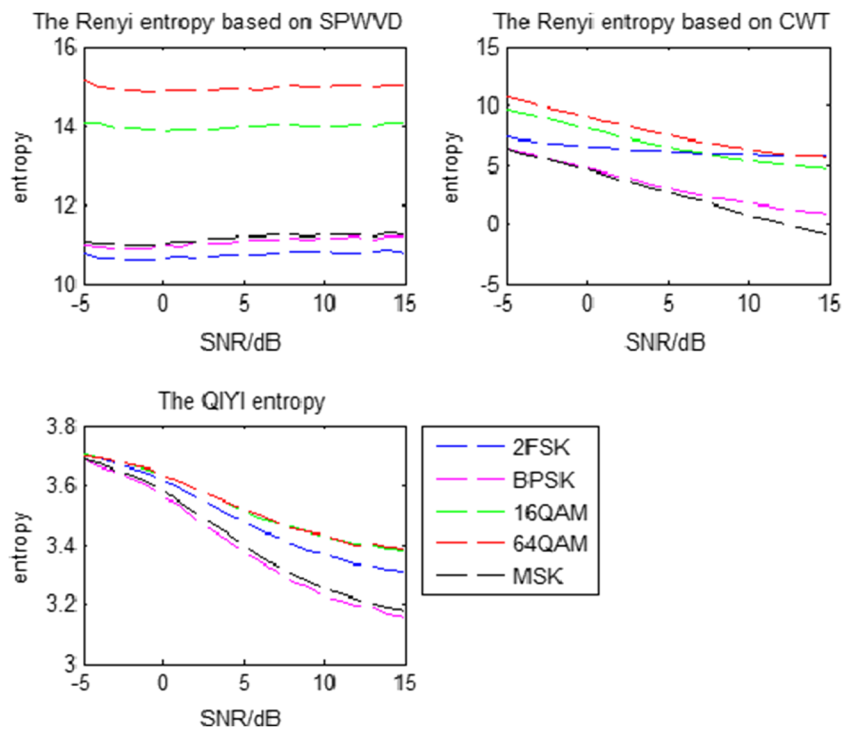 The Renyi entropy based on SPWVD
16
14
12
10
entropy
-5 0 5 10 15
SNR/dB
The Renyi entropy based on CWT
15
10
5
0
-5
entropy
-5 0 5 10 15
SNR/dB
The QIYI entropy
3.8
3.6
3.4
3.2
3
entropy
-5 0 5 10 15
SNR/dB
2FSK
BPSK
16QAM
64QAM
MSK